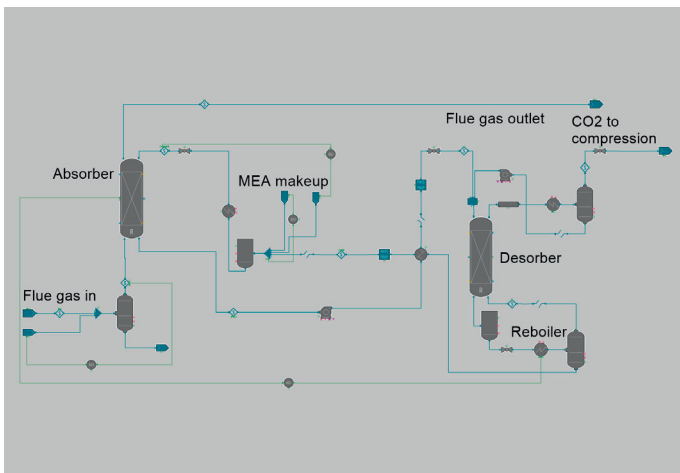 Flue gas outlet
CO2 to
compression
Absorber
MEA makeup
Desorber
Flue gas in
Reboiler